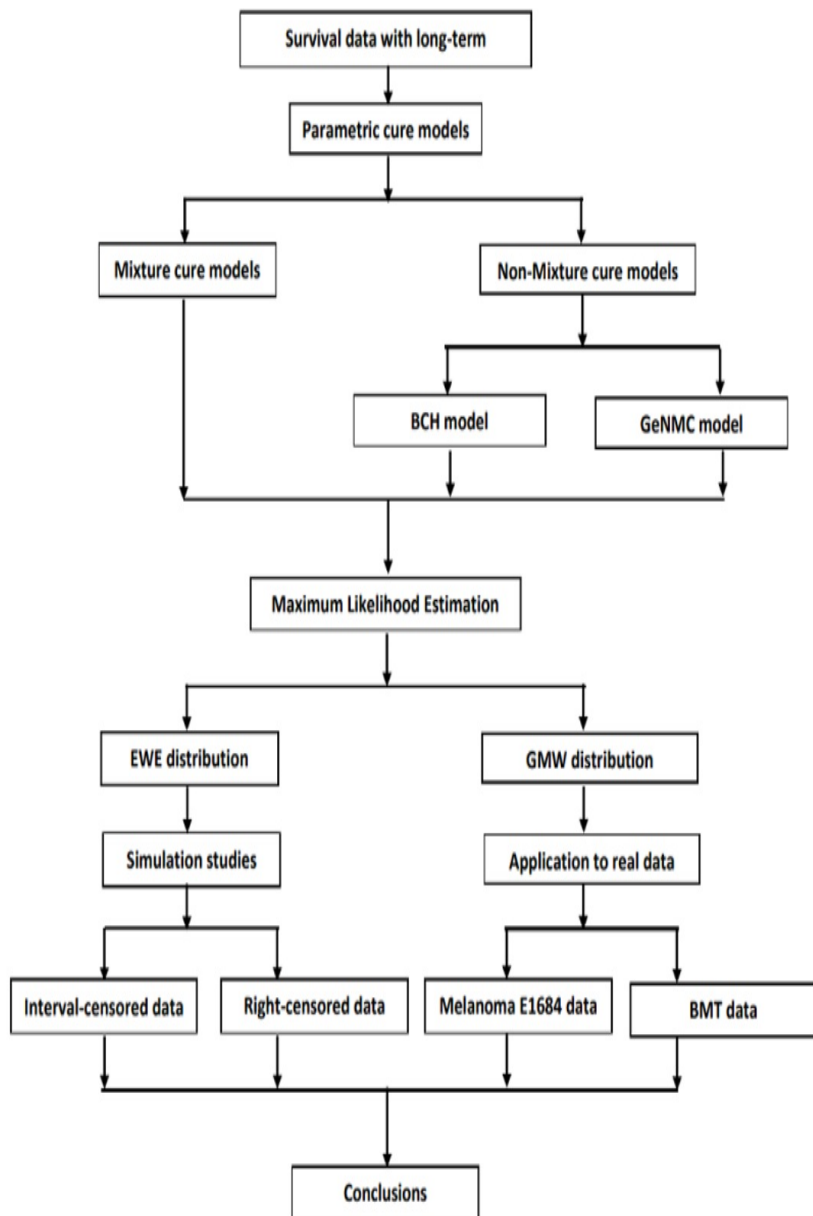 Survival data with long-term
Parametric cure models
Mixture cure models
Non-Mixture cure models
BCH model
GeNMC model
Maximum Likelihood Estimation
EWE distribution
GMW distribution
Simulation studies
Application to real data
Interval-censored data
Right-censored data
Melanoma E1684 data
BMT data
Conclusions